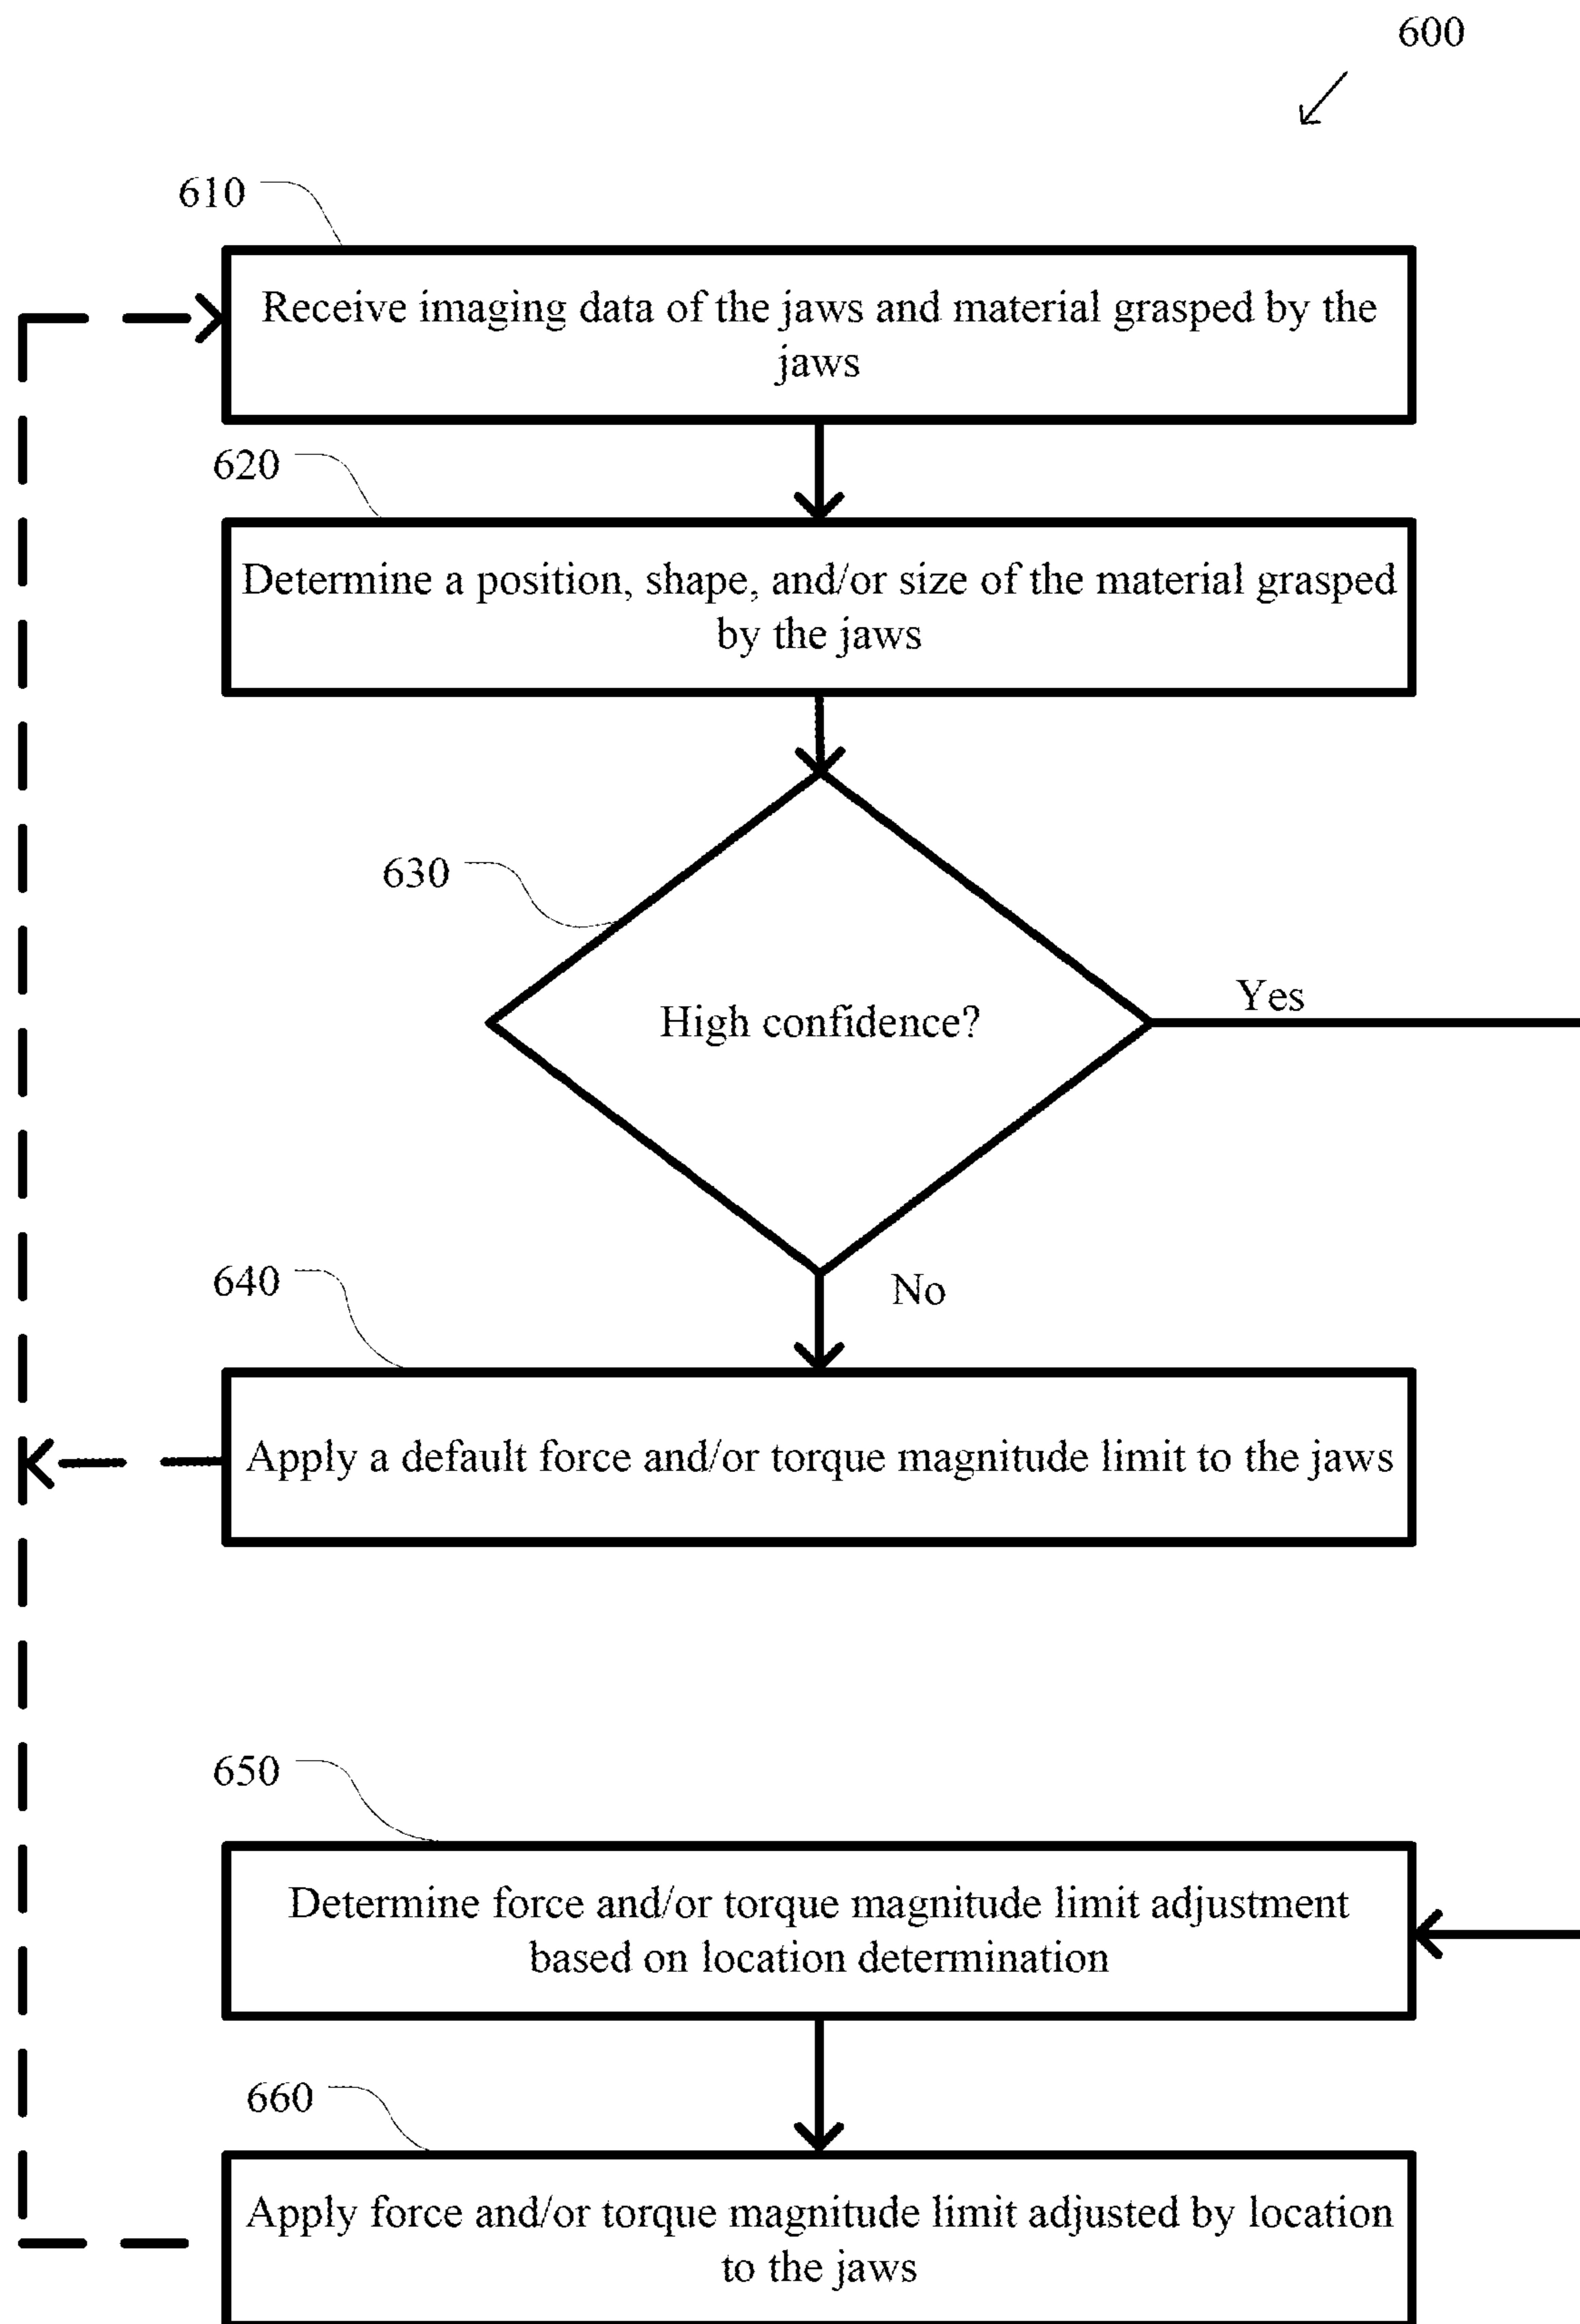 600
610
Receive imaging data of the jaws and material grasped by the
jaws
620
Determine a position, shape, and/or size of the material grasped
by the jaws
630
High confidence?
Yes
No
640
Apply a default force and/or torque magnitude limit to the jaws
650
Determine force and/or torque magnitude limit adjustment
based on location determination
660
Apply force and/or torque magnitude limit adjusted by location
to the jaws